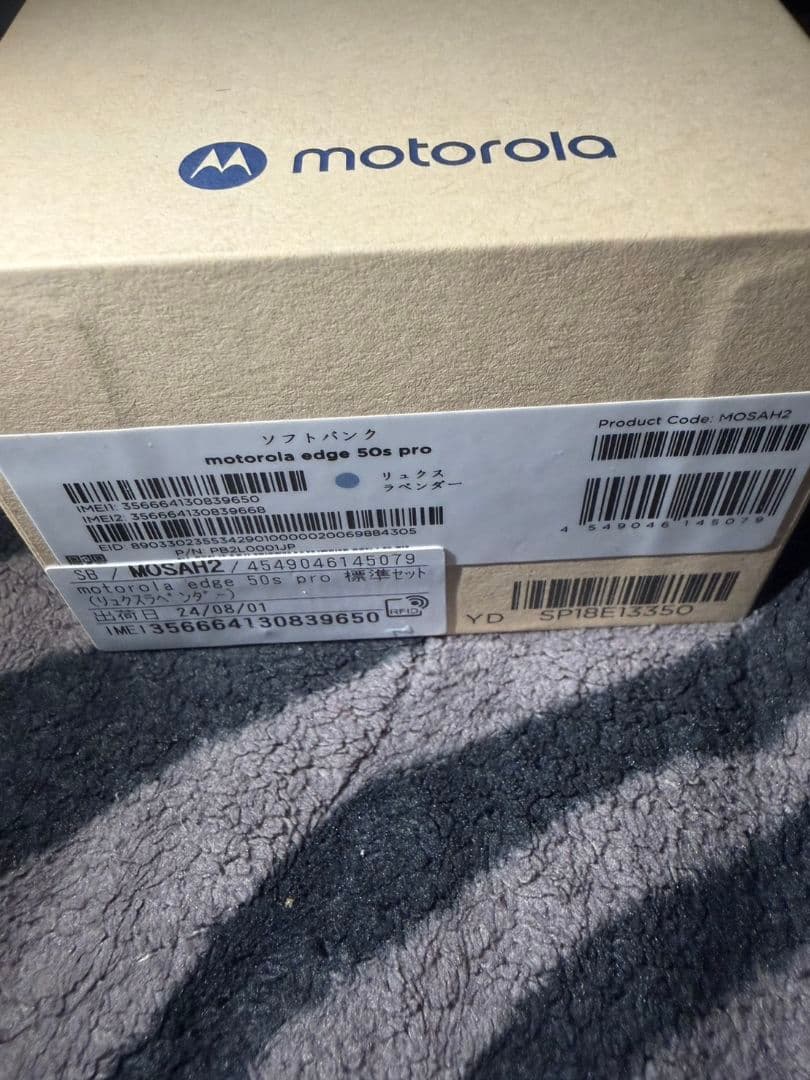 motorola
ソフトバンク
motorola edge 50s pro
リュクス
ラベンダー
IMEI1: 356664130839650
IMEI2: 356664130839668
EID: 89033023553429010000020069884305
P/N: PB2L0001JP
Product Code: MOSAH2
4 549046 145079
SB / MOSAH2 / 4549046145079
motorola edge 50s pro 標準セット
(リュクスラベンダー)
出荷日 24/08/01
IMEI 356664130839650
RFID
YD SP18E13350